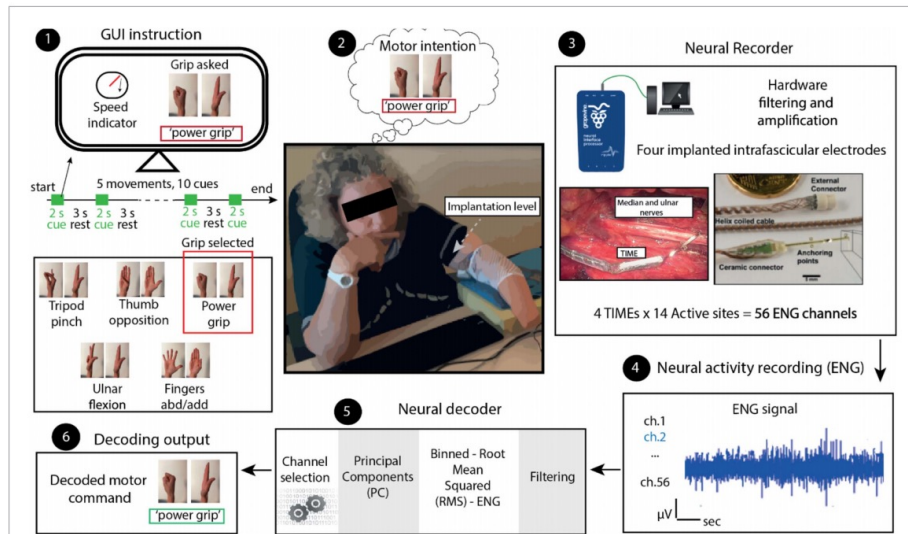 1
GUI instruction
Speed
indicator
Grip asked
'power grip'
start
5 movements, 10 cues
end
2 s
cue
3 s
rest
2 s
cue
3 s
rest
2 s
cue
3 s
rest
2 s
cue
Grip selected
Tripod
pinch
Thumb
opposition
Power
grip
Ulnar
flexion
Fingers
abd/add
2
Motor intention
'power grip'
Implantation level
3
Neural Recorder
grapevine
neural
interface
processor
Hardware
filtering and
amplification
Four implanted intrafascicular electrodes
Median and ulnar
nerves
TIME
External
Connector
Helix coiled cable
Anchoring
points
Ceramic connector
5 mm
4 TIMEs x 14 Active sites = 56 ENG channels
4
Neural activity recording (ENG)
ENG signal
ch.1
ch.2
...
ch.56
μV
sec
5
Neural decoder
Channel
selection
Principal
Components
(PC)
Binned - Root
Mean
Squared
(RMS) - ENG
Filtering
6
Decoding output
Decoded motor
command
'power grip'